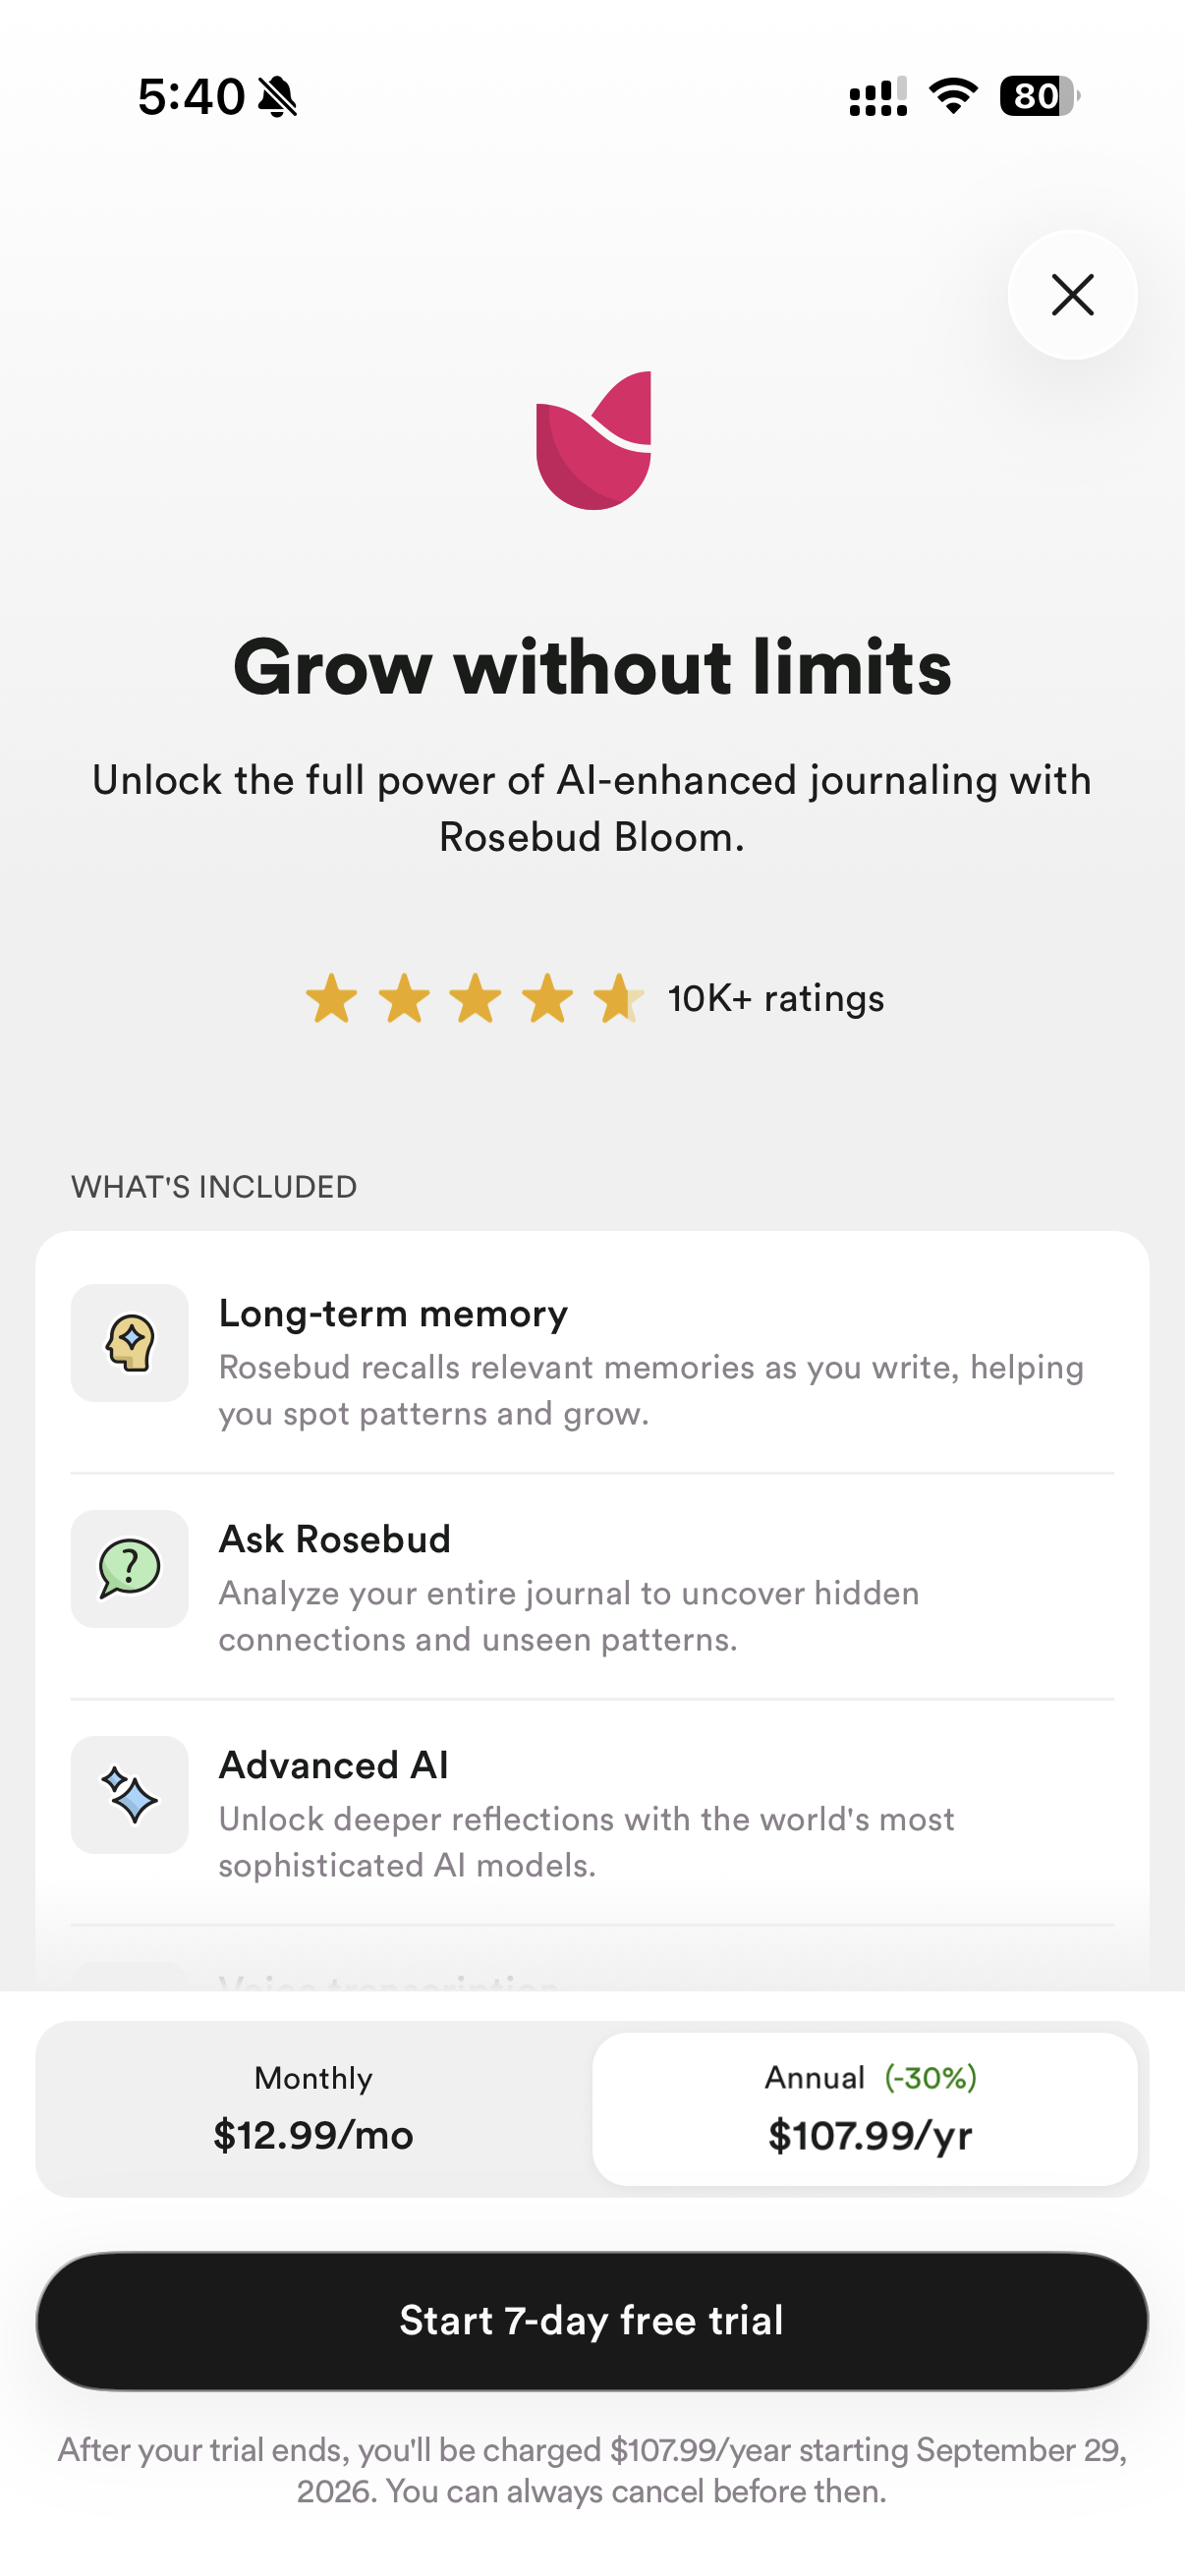 5:40
80
Grow without limits
Unlock the full power of AI-enhanced journaling with
Rosebud Bloom.
10K+ ratings
WHAT'S INCLUDED
Long-term memory
Rosebud recalls relevant memories as you write, helping
you spot patterns and grow.
?
Ask Rosebud
Analyze your entire journal to uncover hidden
connections and unseen patterns.
Advanced AI
Unlock deeper reflections with the world's most
sophisticated AI models.
Voice transcription
Monthly
$12.99/mo
Annual (-30%)
$107.99/yr
Start 7-day free trial
After your trial ends, you'll be charged $107.99/year starting September 29,
2026. You can always cancel before then.